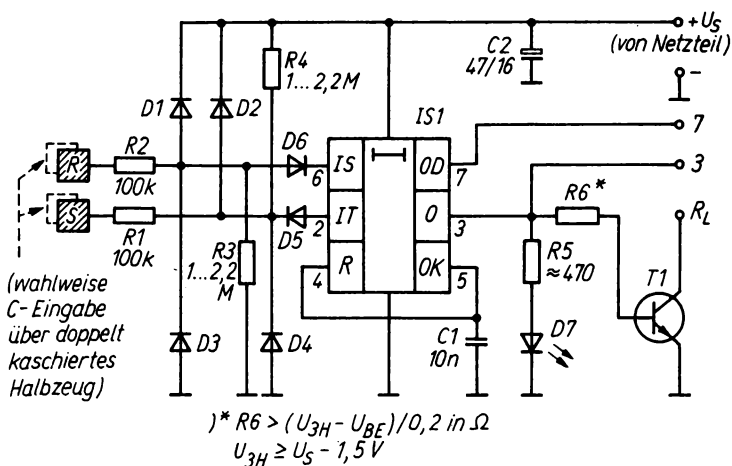 +U_S
(von Netzteil)
-
C2
47/16
R4
1...2,2M
D1
D2
IS1
7
R
R2
100k
D6
6
IS
OD
7
3
S
R1
100k
D5
2
IT
O
3
R6*
R_L
R3
1...2,2
M
4
R
OK
5
R5
≈470
T1
(wahlweise
C-Eingabe
über doppelt
kaschiertes
Halbzeug)
D3
D4
C1
10n
D7
)* R6 > (U_3H - U_BE)/0,2 in Ω
U_3H ≥ U_S - 1,5 V